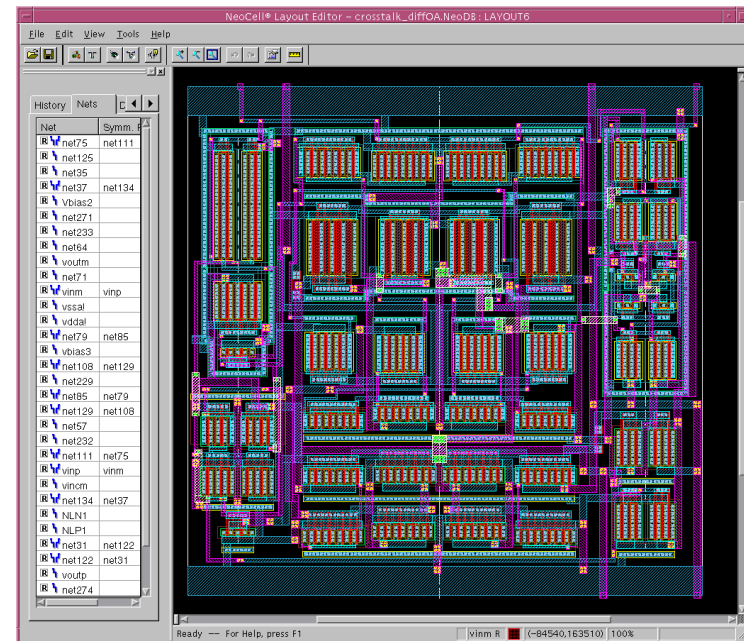 NeoCell® Layout Editor – crosstalk_diffOA.NeoDB : LAYOUT6
File Edit View Tools Help
History Nets
Net Symm.
R net75 net111
R net125
R net35
R net37 net134
R Vbias2
R net271
R net233
R net64
R voutm
R net71
R vinm vinp
R vssa!
R vdda!
R net79 net85
R vbias3
R net108 net129
R net229
R net85 net79
R net129 net108
R net57
R net232
R net111 net75
R vinp vinm
R vincm
R net134 net37
R NLN1
R NLP1
R net31 net122
R net122 net31
R voutp
R net274
Ready –– For Help, press F1 vinm R (-84540,163510) 100%